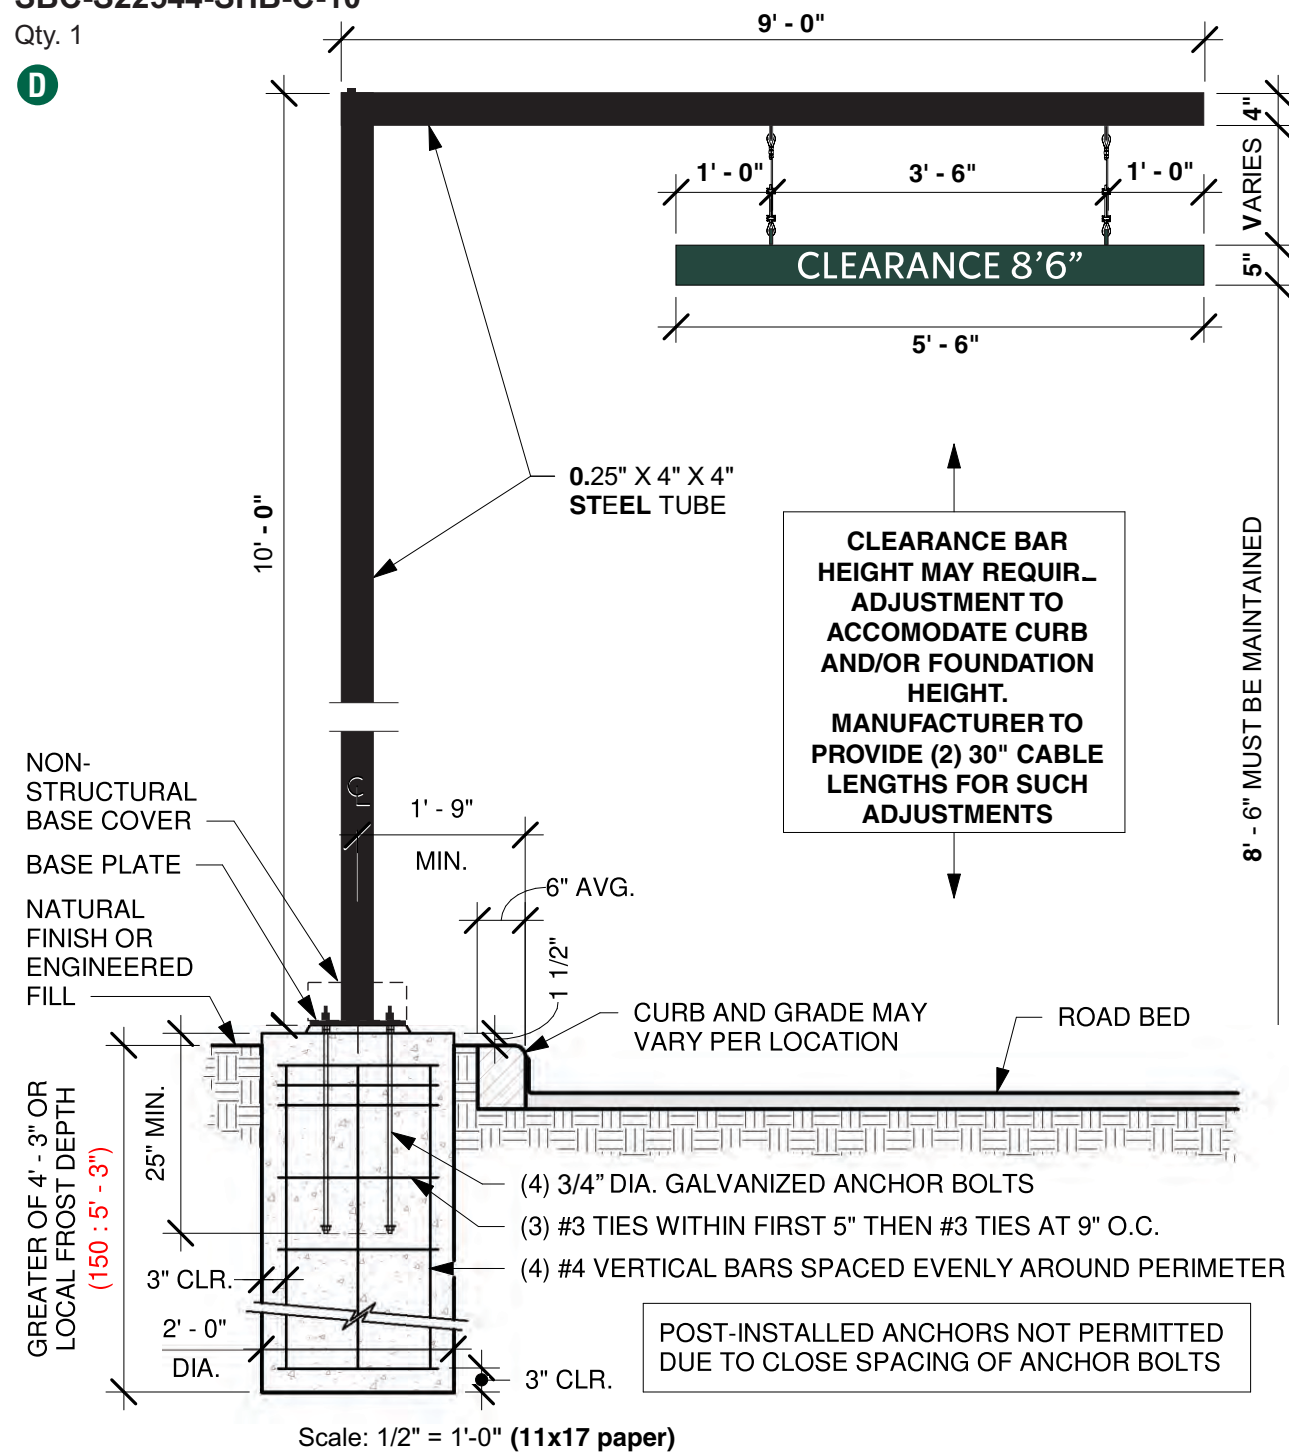 Qty. 1
D
9' - 0"
4"
VARIES
5"
1' - 0"
3' - 6"
1' - 0"
CLEARANCE 8’6”
5' - 6"
10' - 0"
0.25" X 4" X 4"
STEEL TUBE
CLEARANCE BAR
HEIGHT MAY REQUIR
ADJUSTMENT TO
ACCOMODATE CURB
AND/OR FOUNDATION
HEIGHT.
MANUFACTURER TO
PROVIDE (2) 30" CABLE
LENGTHS FOR SUCH
ADJUSTMENTS
8' - 6" MUST BE MAINTAINED
NON-
STRUCTURAL
BASE COVER
BASE PLATE
NATURAL
FINISH OR
ENGINEERED
FILL
CL
1' - 9"
MIN.
6" AVG.
1 1/2"
CURB AND GRADE MAY
VARY PER LOCATION
ROAD BED
GREATER OF 4' - 3" OR
LOCAL FROST DEPTH
(150 : 5' - 3")
25" MIN.
(4) 3/4” DIA. GALVANIZED ANCHOR BOLTS
(3) #3 TIES WITHIN FIRST 5" THEN #3 TIES AT 9" O.C.
(4) #4 VERTICAL BARS SPACED EVENLY AROUND PERIMETER
3" CLR.
2' - 0"
DIA.
3" CLR.
POST-INSTALLED ANCHORS NOT PERMITTED
DUE TO CLOSE SPACING OF ANCHOR BOLTS
Scale: 1/2" = 1'-0" (11x17 paper)